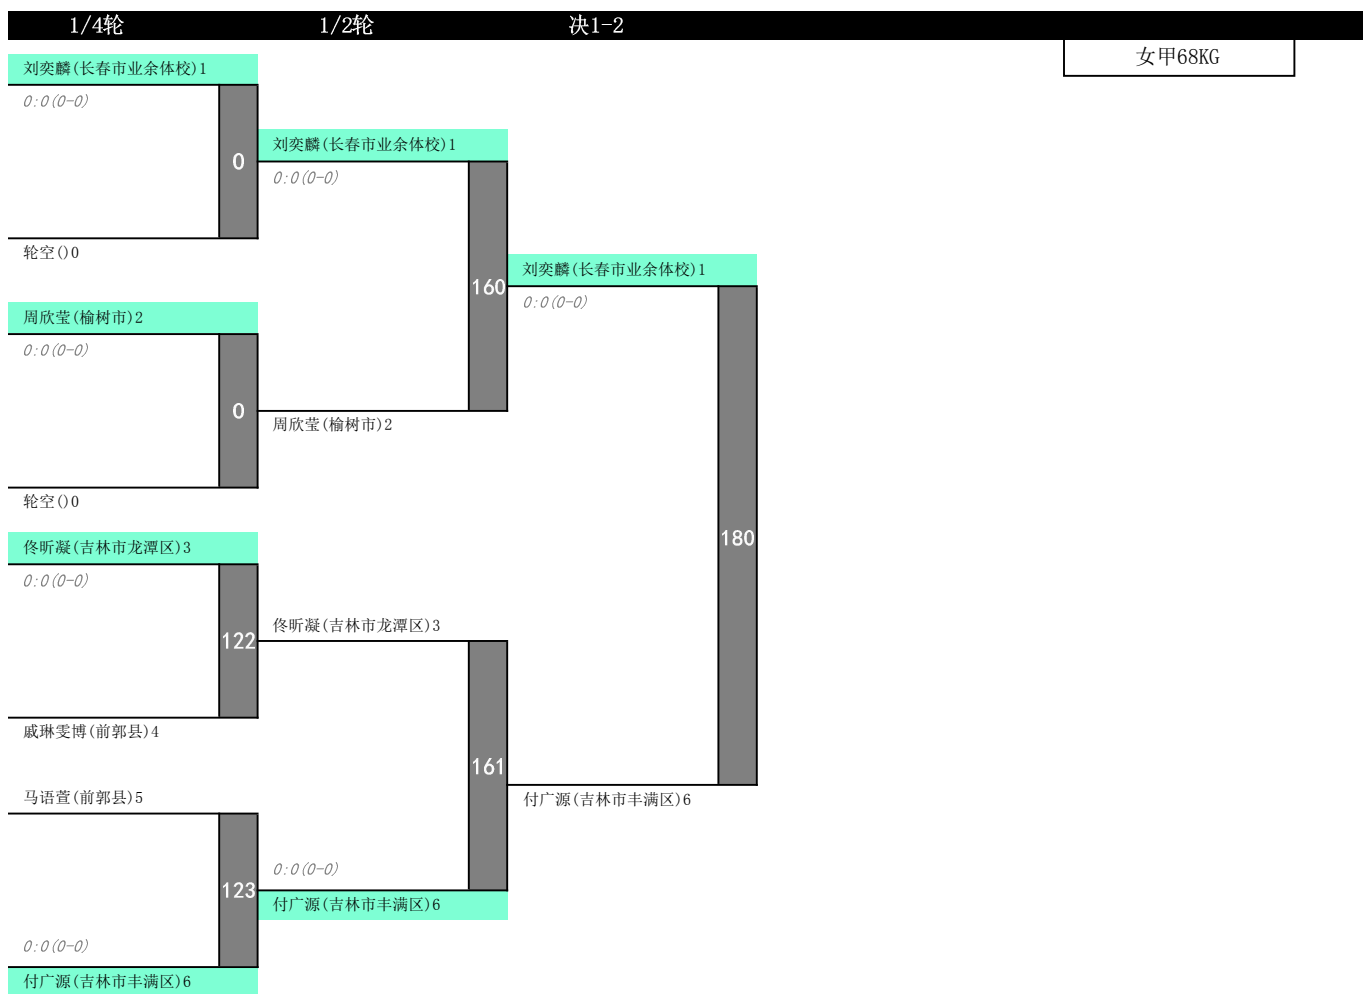 1/4轮 1/2轮 决1-2
女甲68KG
刘奕麟(长春市业余体校)1
0:0(0-0)
0
轮空()0
周欣莹(榆树市)2
0:0(0-0)
0
轮空()0
佟昕凝(吉林市龙潭区)3
0:0(0-0)
122
戚琳雯博(前郭县)4
马语萱(前郭县)5
123
0:0(0-0)
付广源(吉林市丰满区)6
刘奕麟(长春市业余体校)1
0:0(0-0)
160
周欣莹(榆树市)2
佟昕凝(吉林市龙潭区)3
161
0:0(0-0)
付广源(吉林市丰满区)6
刘奕麟(长春市业余体校)1
0:0(0-0)
180
付广源(吉林市丰满区)6